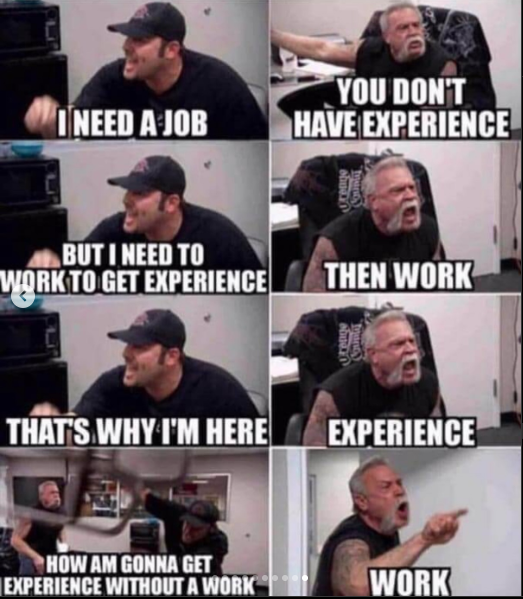 I NEED A JOB
YOU DON'T
HAVE EXPERIENCE
BUT I NEED TO
WORK TO GET EXPERIENCE
THEN WORK
THAT'S WHY I'M HERE
EXPERIENCE
HOW AM GONNA GET
EXPERIENCE WITHOUT A WORK
WORK